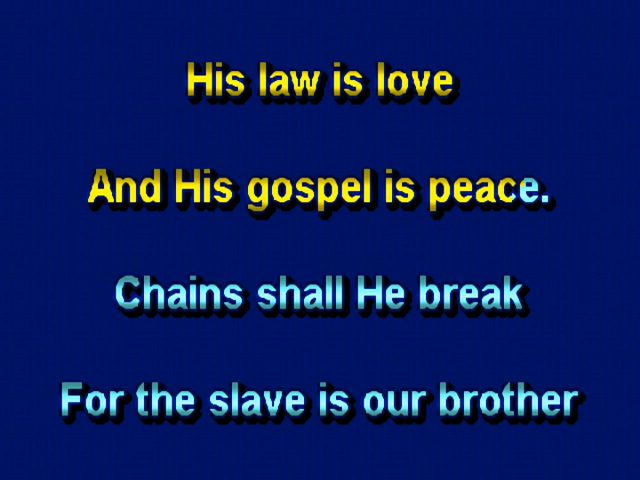 His law is love
And His gospel is peace.
Chains shall He break
For the slave is our brother